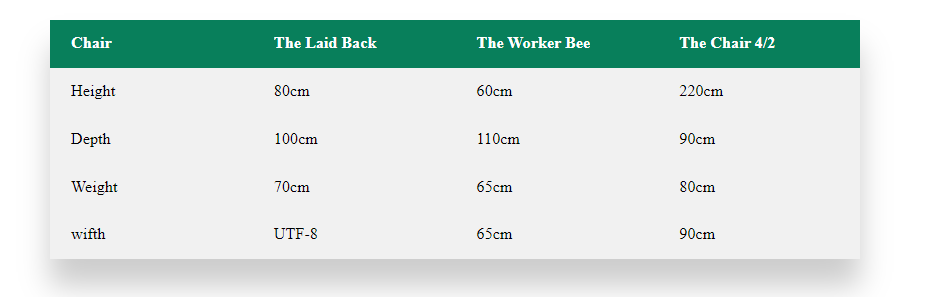 Chair The Laid Back The Worker Bee The Chair 4/2
Height 80cm 60cm 220cm
Depth 100cm 110cm 90cm
Weight 70cm 65cm 80cm
wifth UTF-8 65cm 90cm